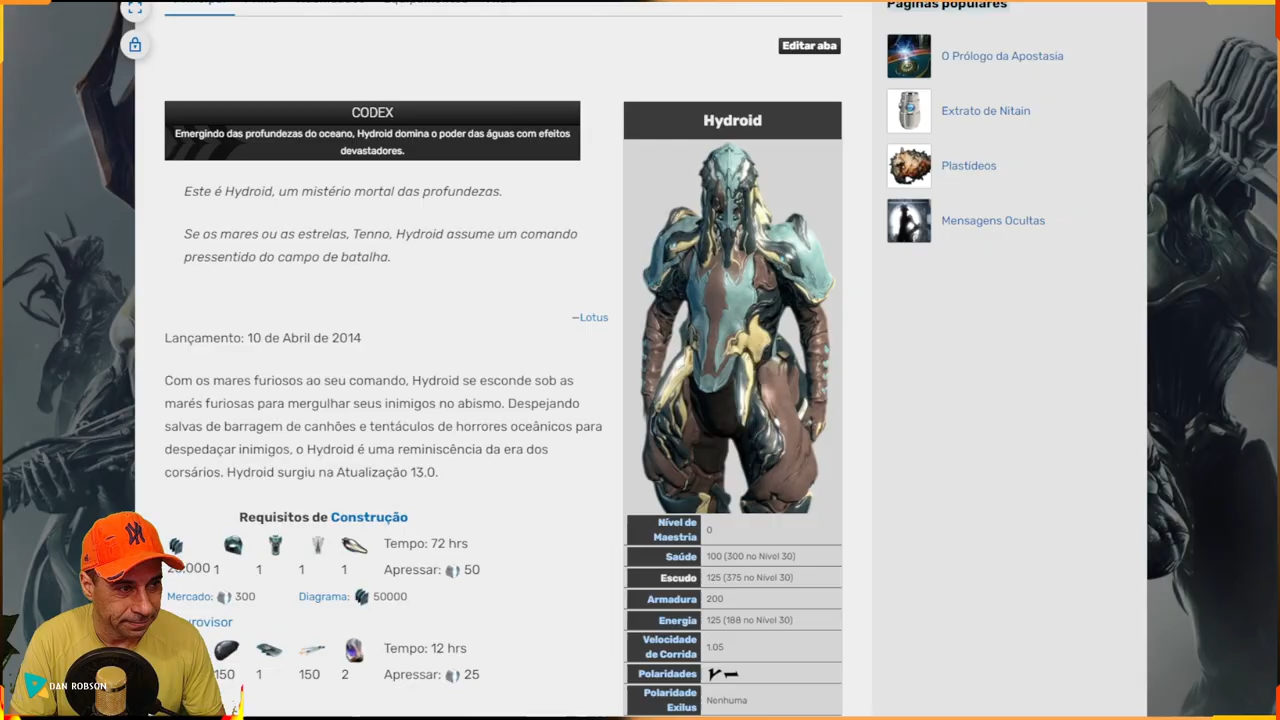 Páginas populares
Editar aba
O Prólogo da Apostasia
Extrato de Nitain
Plastídeos
Mensagens Ocultas
CODEX
Emergindo das profundezas do oceano, Hydroid domina o poder das águas com efeitos
devastadores.
Este é Hydroid, um mistério mortal das profundezas.
Se os mares ou as estrelas, Tenno, Hydroid assume um comando
pressentido do campo de batalha.
—Lotus
Lançamento: 10 de Abril de 2014
Com os mares furiosos ao seu comando, Hydroid se esconde sob as
marés furiosas para mergulhar seus inimigos no abismo. Despejando
salvas de barragem de canhões e tentáculos de horrores oceânicos para
despedaçar inimigos, o Hydroid é uma reminiscência da era dos
corsários. Hydroid surgiu na Atualização 13.0.
Requisitos de Construção
Tempo: 72 hrs
1 1 1 1 Apressar: 50
Mercado: 300 Diagrama: 50000
Tempo: 12 hrs
150 1 150 2 Apressar: 25
Hydroid
Nível de
Maestria 0
Saúde 100 (300 no Nível 30)
Escudo 125 (375 no Nível 30)
Armadura 200
Energia 125 (188 no Nível 30)
Velocidade
de Corrida 1.05
Polaridades
Polaridade
Exilus Nenhuma
DAN ROBSON